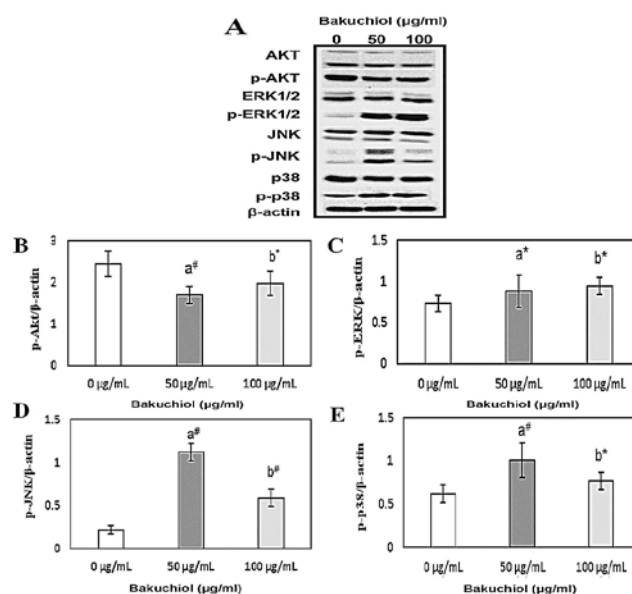 A
Bakuchiol (µg/ml)
0 50 100
AKT
p-AKT
ERK1/2
p-ERK1/2
JNK
p-JNK
p38
p-p38
β-actin
B
p-Akt/β-actin
3
2
1
0
a#
b*
0 µg/mL 50 µg/mL 100 µg/mL
Bakuchiol (µg/ml)
C
p-ERK/β-actin
1.5
1
0.5
0
a*
b*
0 µg/mL 50 µg/mL 100 µg/mL
Bakuchiol (µg/ml)
D
p-JNK/β-actin
1.5
1
0.5
0
a#
b#
0 µg/mL 50 µg/mL 100 µg/mL
Bakuchiol (µg/ml)
E
p-p38/β-actin
1.5
1
0.5
0
a#
b*
0 µg/mL 50 µg/mL 100 µg/mL
Bakuchiol (µg/ml)